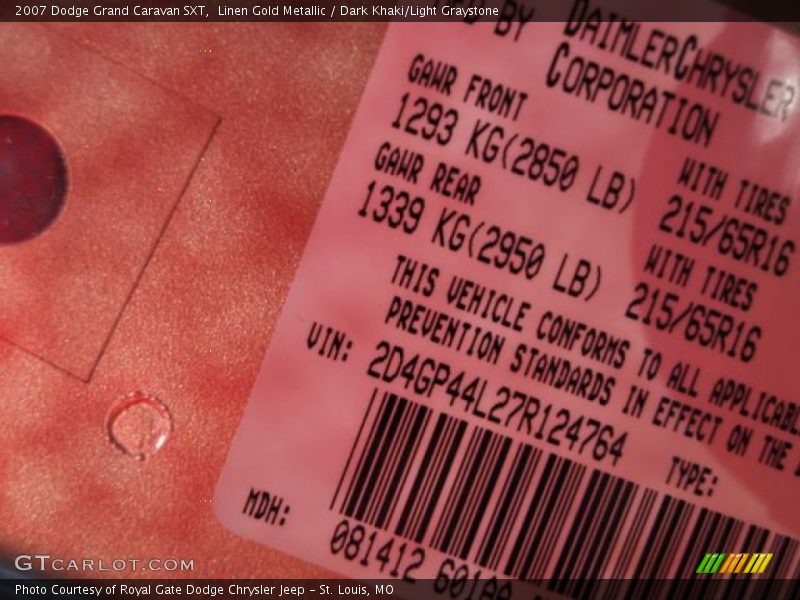 2007 Dodge Grand Caravan SXT,  Linen Gold Metallic / Dark Khaki/Light Graystone
BY DAIMLERCHRYSLER
CORPORATION
GAWR FRONT
1293 KG(2850 LB)
WITH TIRES
215/65R16
GAWR REAR
1339 KG(2950 LB)
WITH TIRES
215/65R16
THIS VEHICLE CONFORMS TO ALL
PREVENTION STANDARDS IN EFFECT ON THE
VIN: 2D4GP44L27R124764
TYPE:
MDH:
081412 601AA
GTCARLOT.COM
Photo Courtesy of Royal Gate Dodge Chrysler Jeep - St. Louis, MO